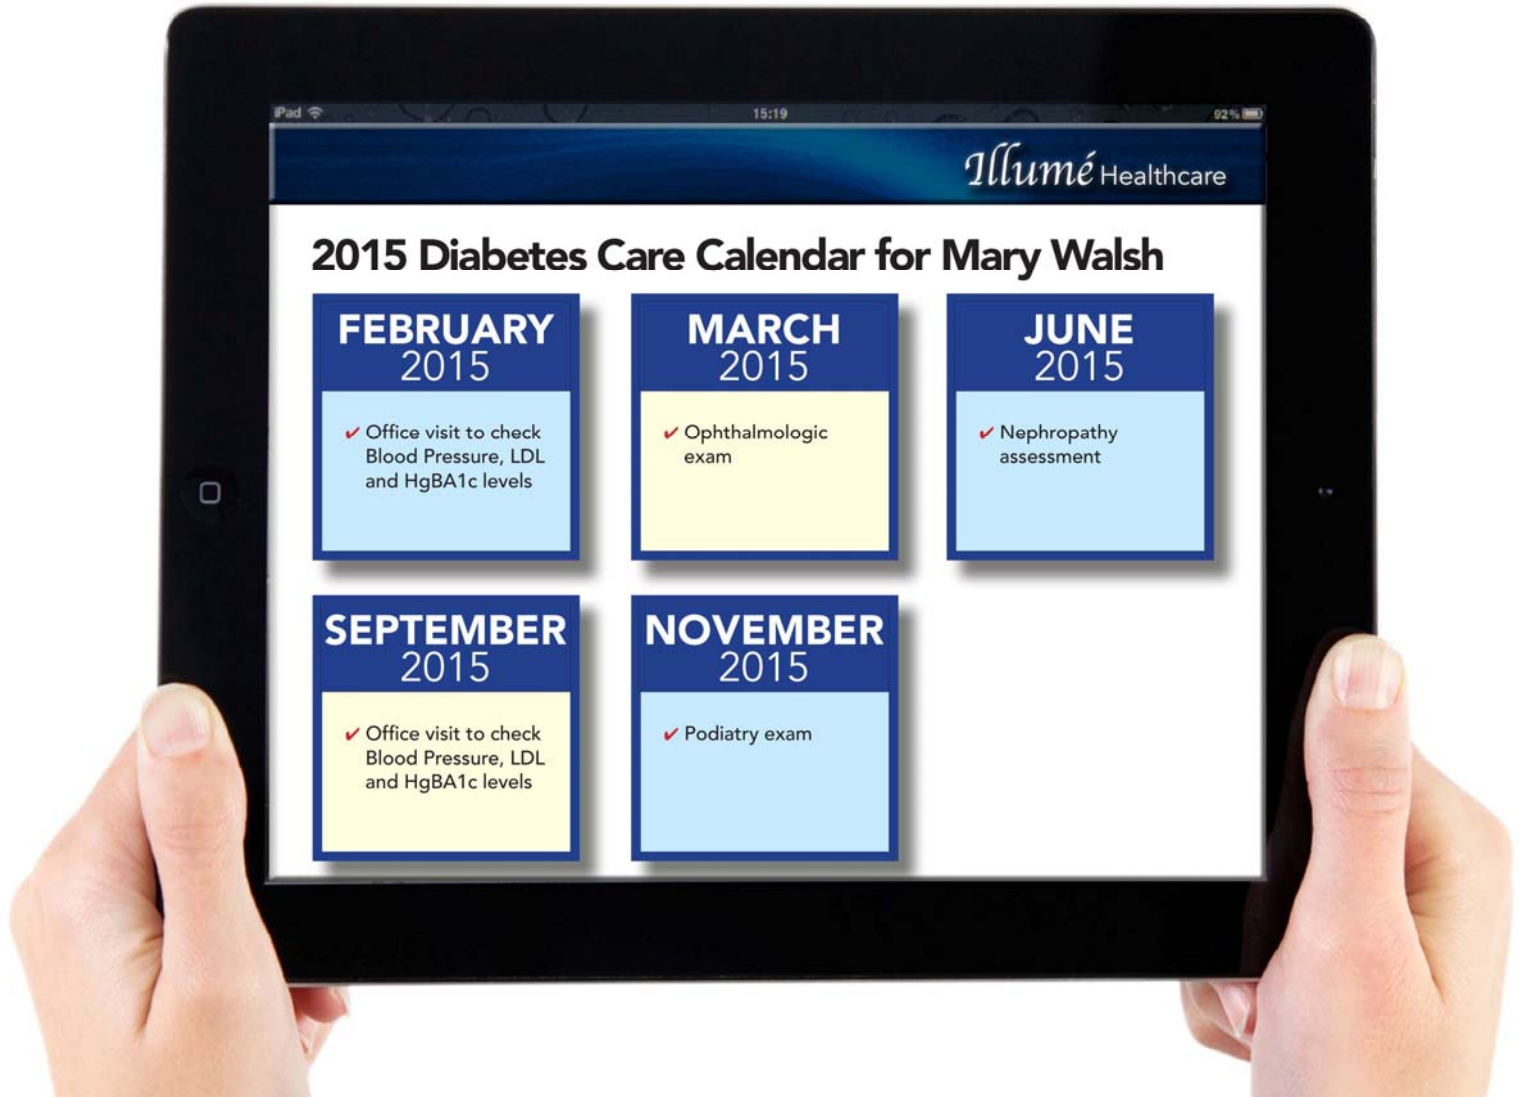 iPad 15:19 92%
Illumé Healthcare
2015 Diabetes Care Calendar for Mary Walsh
FEBRUARY
2015
✔ Office visit to check
Blood Pressure, LDL
and HgBA1c levels
MARCH
2015
✔ Ophthalmologic
exam
JUNE
2015
✔ Nephropathy
assessment
SEPTEMBER
2015
✔ Office visit to check
Blood Pressure, LDL
and HgBA1c levels
NOVEMBER
2015
✔ Podiatry exam